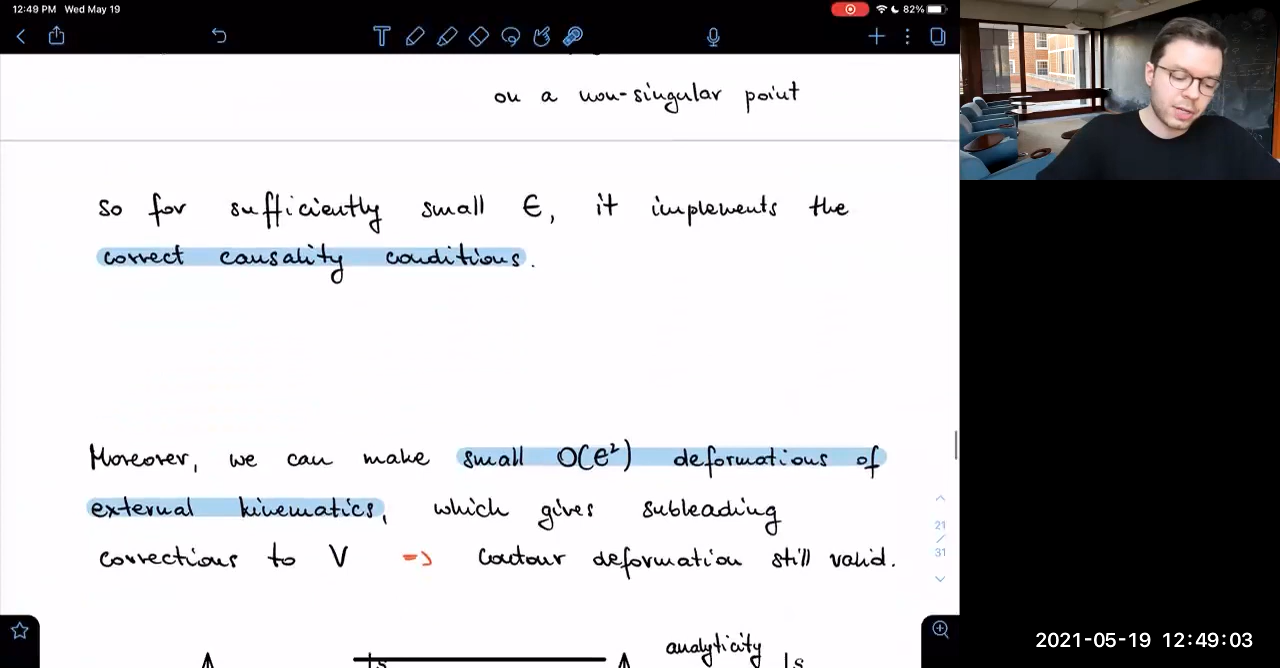 12:49 PM Wed May 19
82%
on a non-singular point
so for sufficiently small ϵ, it implements the
correct causality conditions.
Moreover, we can make small O(ϵ²) deformations of
external kinematics, which gives subleading
corrections to V => contour deformation still valid.
21
/
31
analyticity
Is
Is
2021-05-19 12:49:03